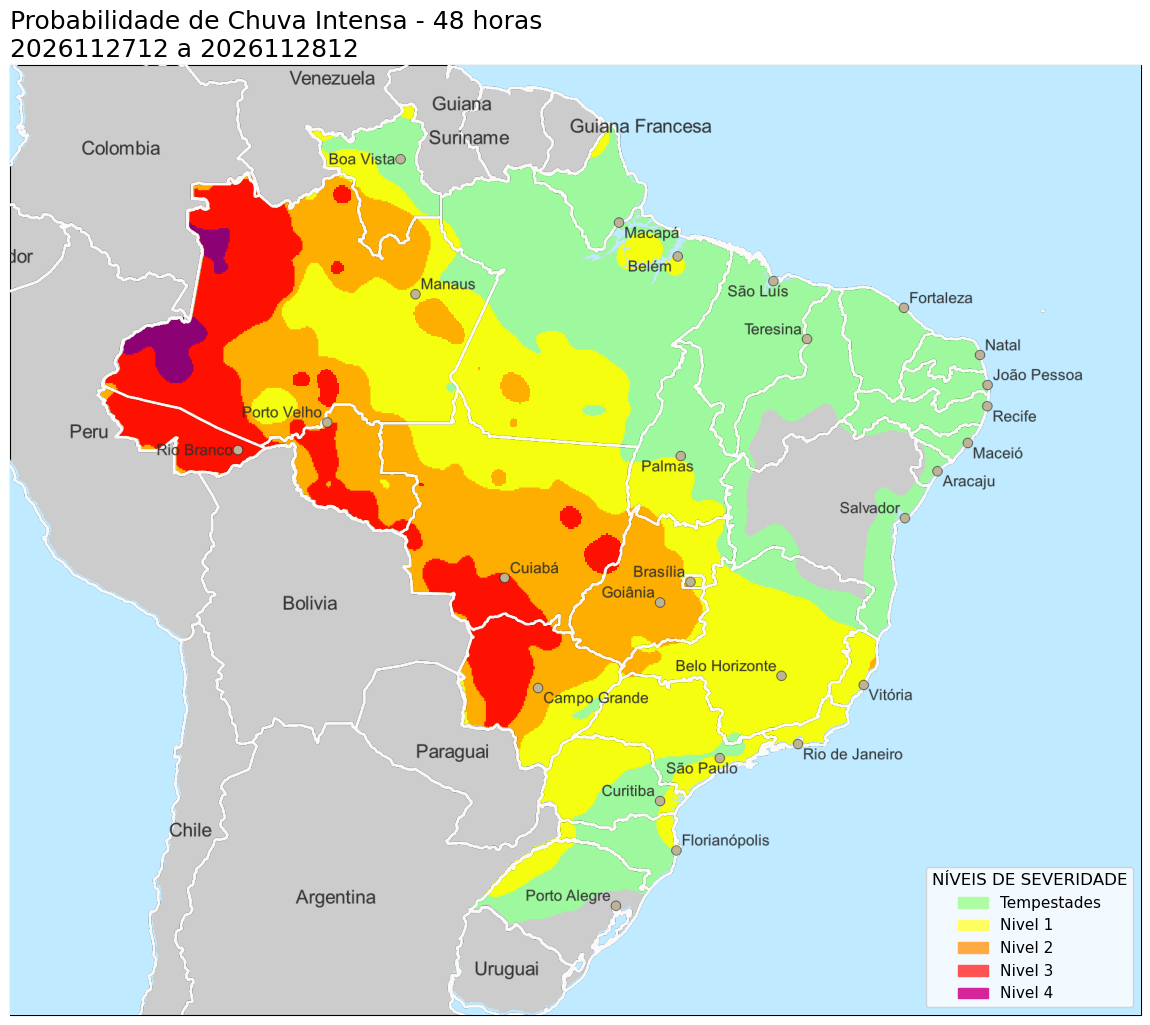 Probabilidade de Chuva Intensa - 48 horas
2026112712 a 2026112812
Venezuela
Guiana
Guiana Francesa
Suriname
Colombia
Boa Vista
Macapá
dor
Belém
Manaus
São Luís
Fortaleza
Teresina
Natal
João Pessoa
Porto Velho
Recife
Peru
Rio Branco
Maceió
Palmas
Aracaju
Salvador
Cuiabá
Brasília
Goiânia
Bolivia
Belo Horizonte
Vitória
Campo Grande
Paraguai
Rio de Janeiro
São Paulo
Curitiba
Chile
Florianópolis
Argentina
Porto Alegre
Uruguai
NÍVEIS DE SEVERIDADE
Tempestades
Nivel 1
Nivel 2
Nivel 3
Nivel 4